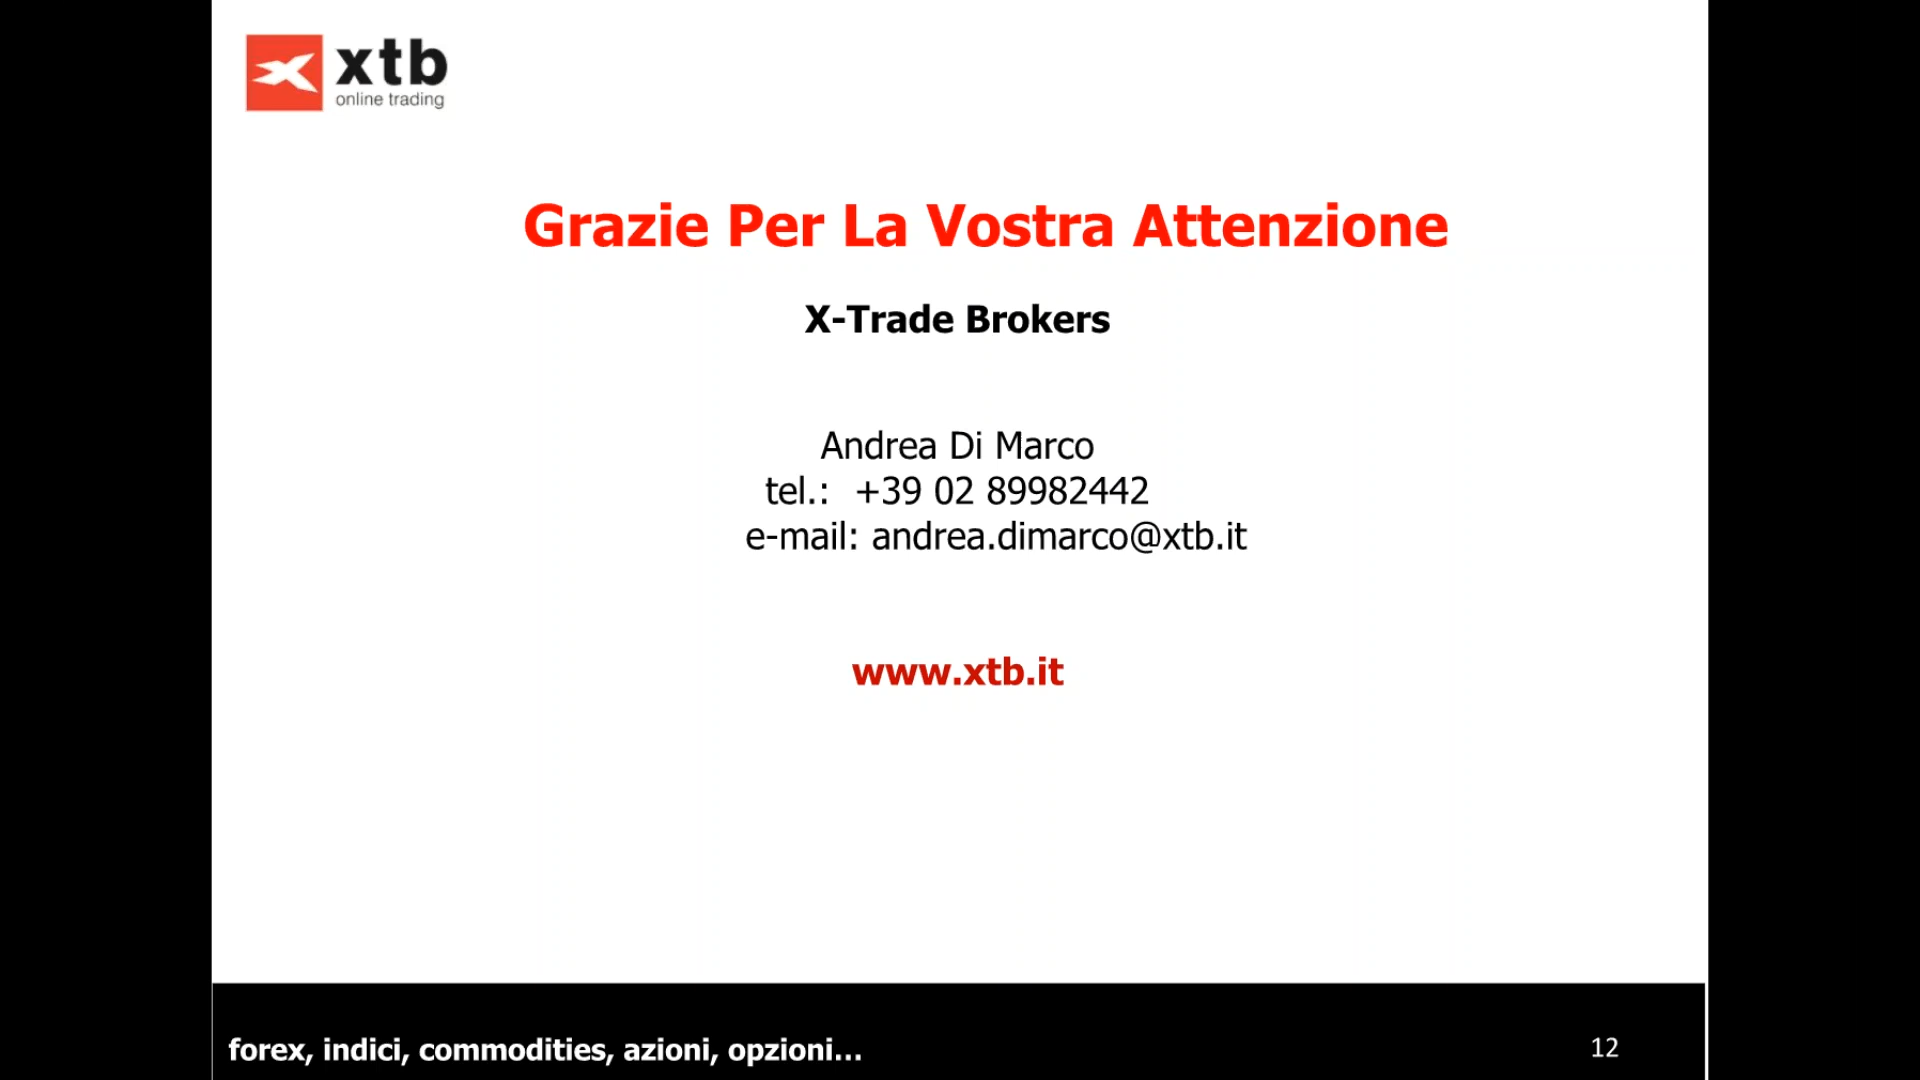 xtb
online trading
Grazie Per La Vostra Attenzione
X-Trade Brokers
Andrea Di Marco
tel.: +39 02 89982442
e-mail: andrea.dimarco@xtb.it
www.xtb.it
forex, indici, commodities, azioni, opzioni...
12